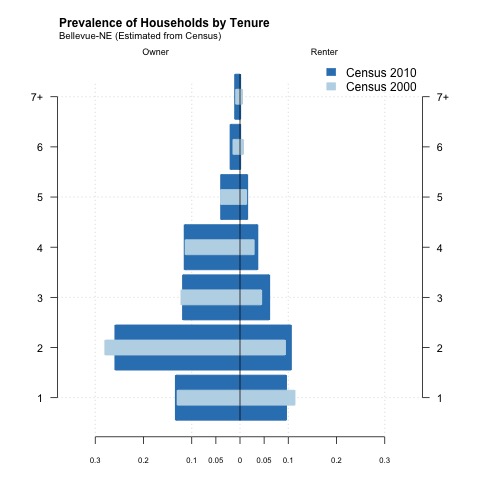 Prevalence of Households by Tenure
Bellevue-NE (Estimated from Census)
Owner
Renter
Census 2010
Census 2000
7+
7+
6
6
5
5
4
4
3
3
2
2
1
1
0.3 0.2 0.1 0.05 0 0.05 0.1 0.2 0.3